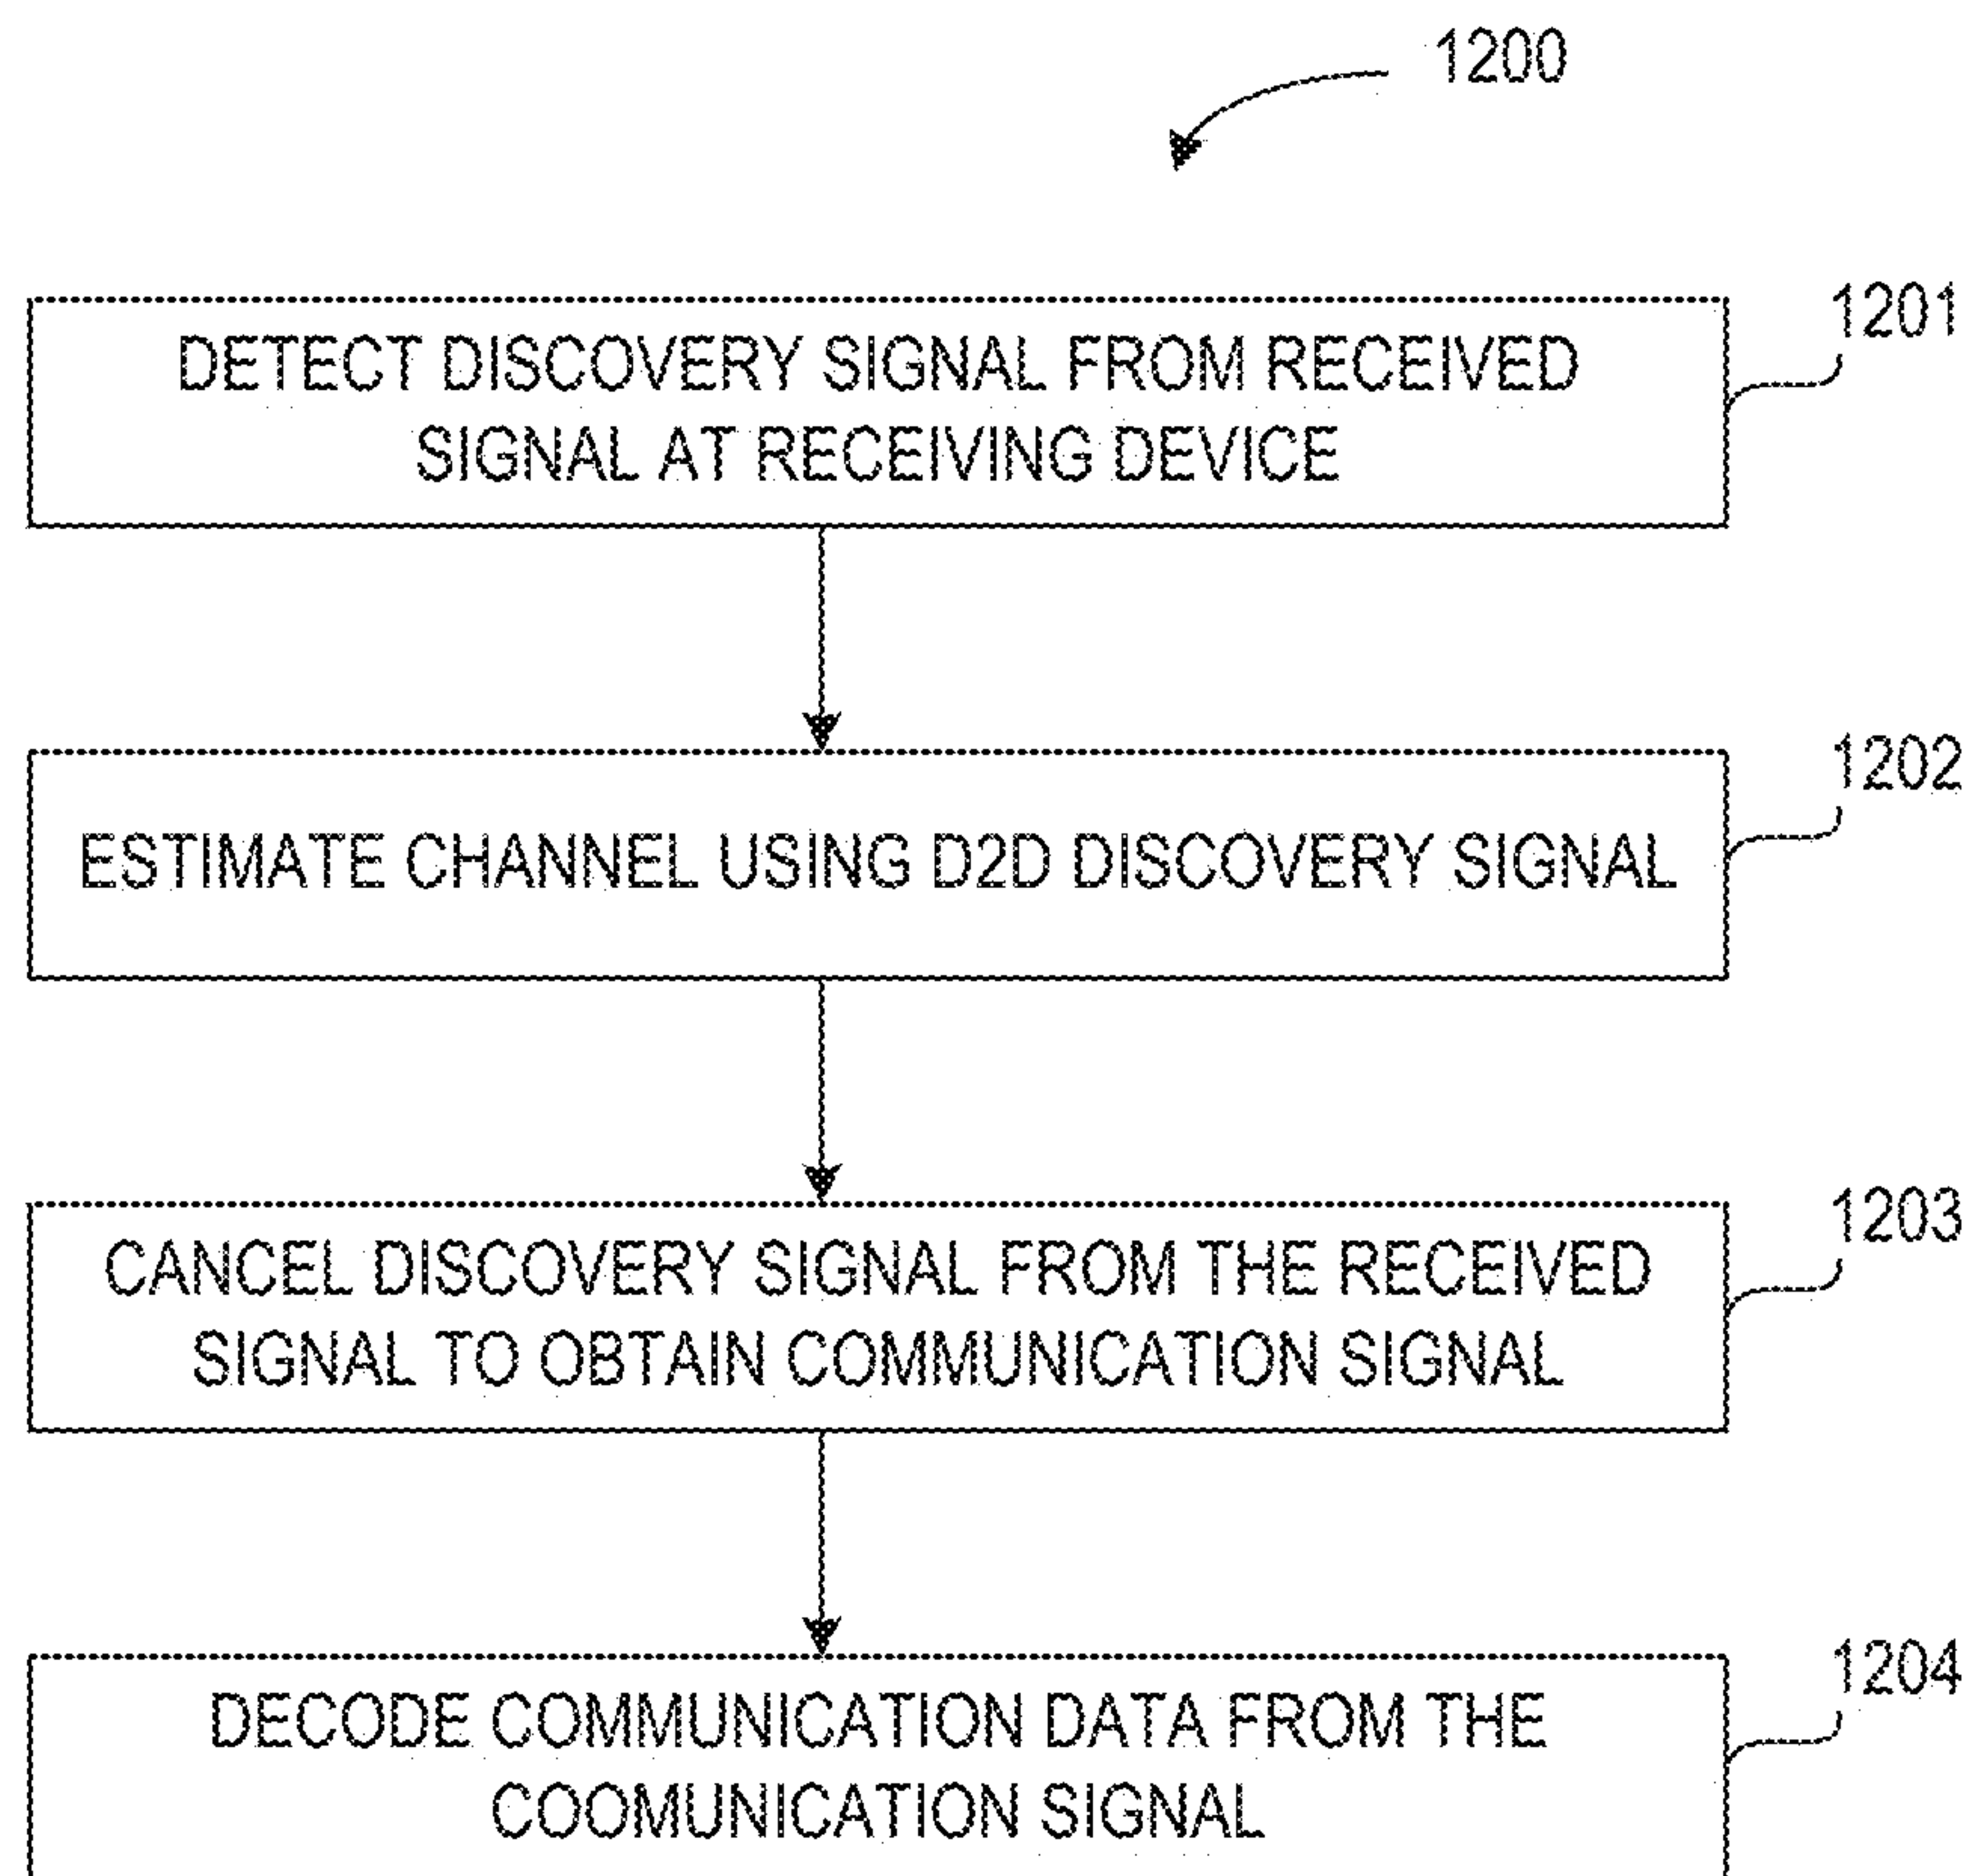 1200
1201
DETECT DISCOVERY SIGNAL FROM RECEIVED
SIGNAL AT RECEIVING DEVICE
1202
ESTIMATE CHANNEL USING D2D DISCOVERY SIGNAL
1203
CANCEL DISCOVERY SIGNAL FROM THE RECEIVED
SIGNAL TO OBTAIN COMMUNICATION SIGNAL
1204
DECODE COMMUNICATION DATA FROM THE
COOMUNICATION SIGNAL